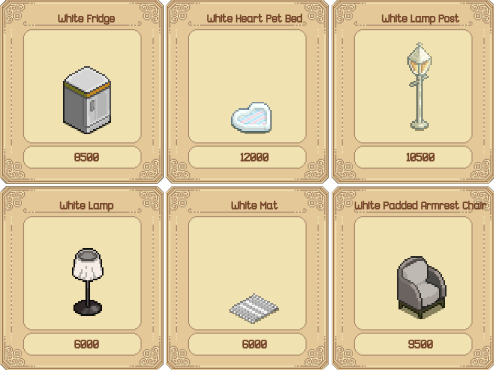 White Fridge
White Heart Pet Bed
White Lamp Post
8500
12000
10500
White Lamp
White Mat
White Padded Armrest Chair
6000
6000
9500